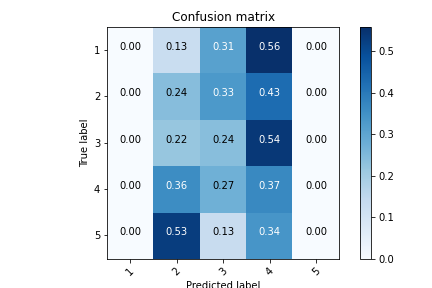 Confusion matrix
True label
1 0.00 0.13 0.31 0.56 0.00
2 0.00 0.24 0.33 0.43 0.00
3 0.00 0.22 0.24 0.54 0.00
4 0.00 0.36 0.27 0.37 0.00
5 0.00 0.53 0.13 0.34 0.00
1 2 3 4 5
Predicted label
0.5
0.4
0.3
0.2
0.1
0.0